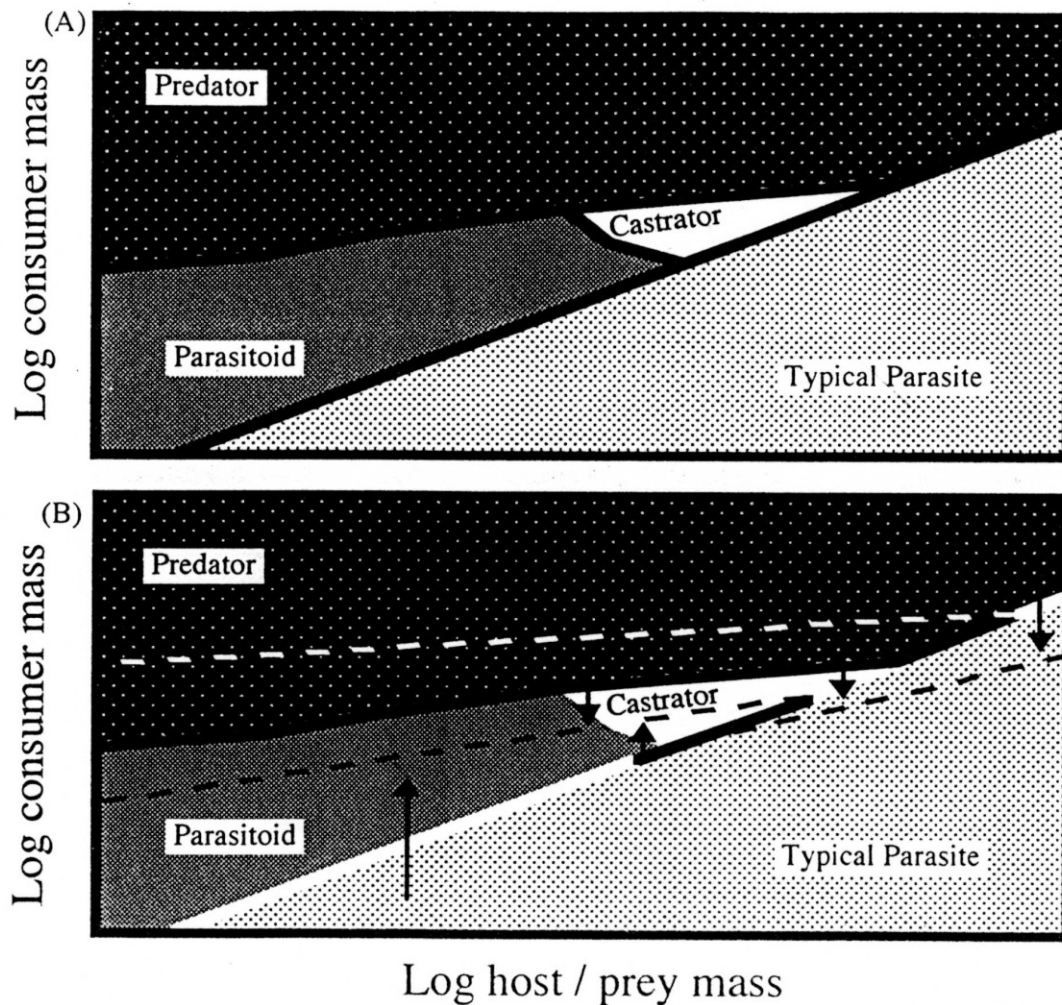 (A)
Log consumer mass
Predator
Castrator
Parasitoid
Typical Parasite
(B)
Log consumer mass
Predator
Castrator
Parasitoid
Typical Parasite
Log host / prey mass